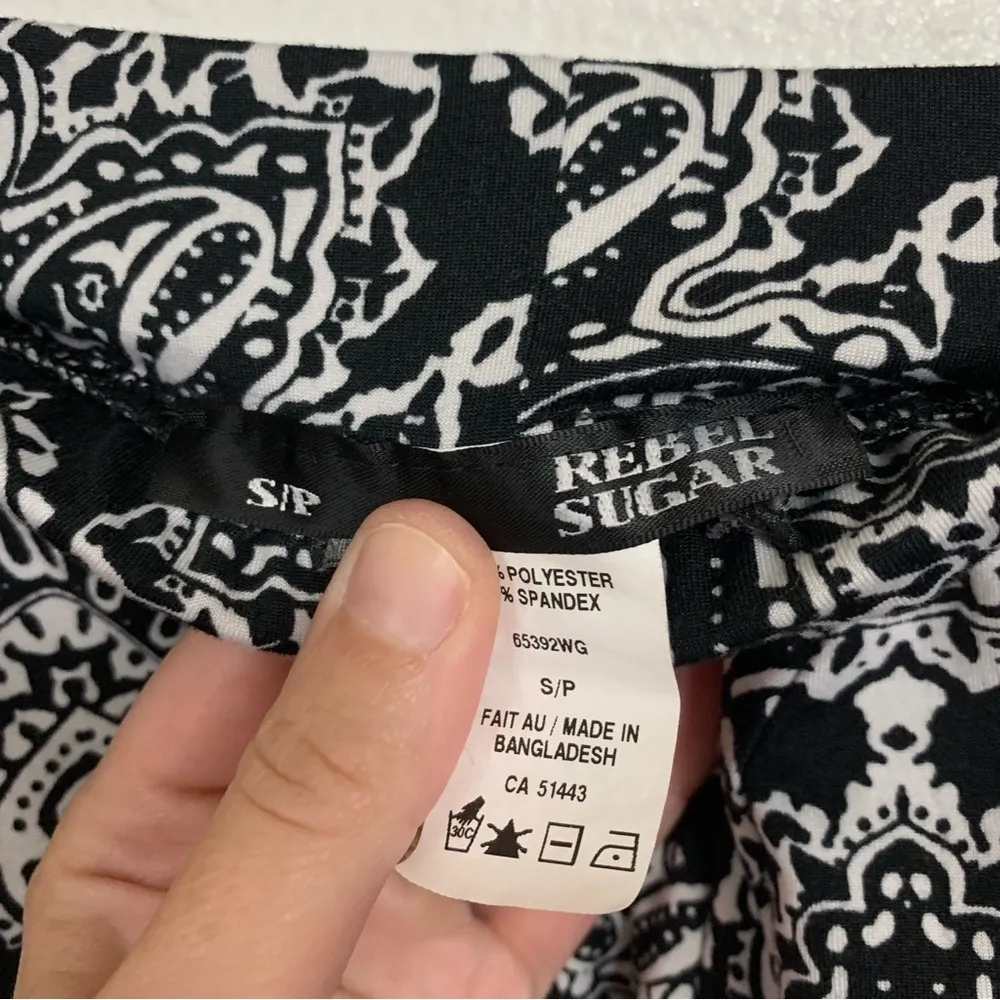 S/P
REBEL
SUGAR
% POLYESTER
% SPANDEX
65392WG
S/P
FAIT AU / MADE IN
BANGLADESH
CA 51443
30C